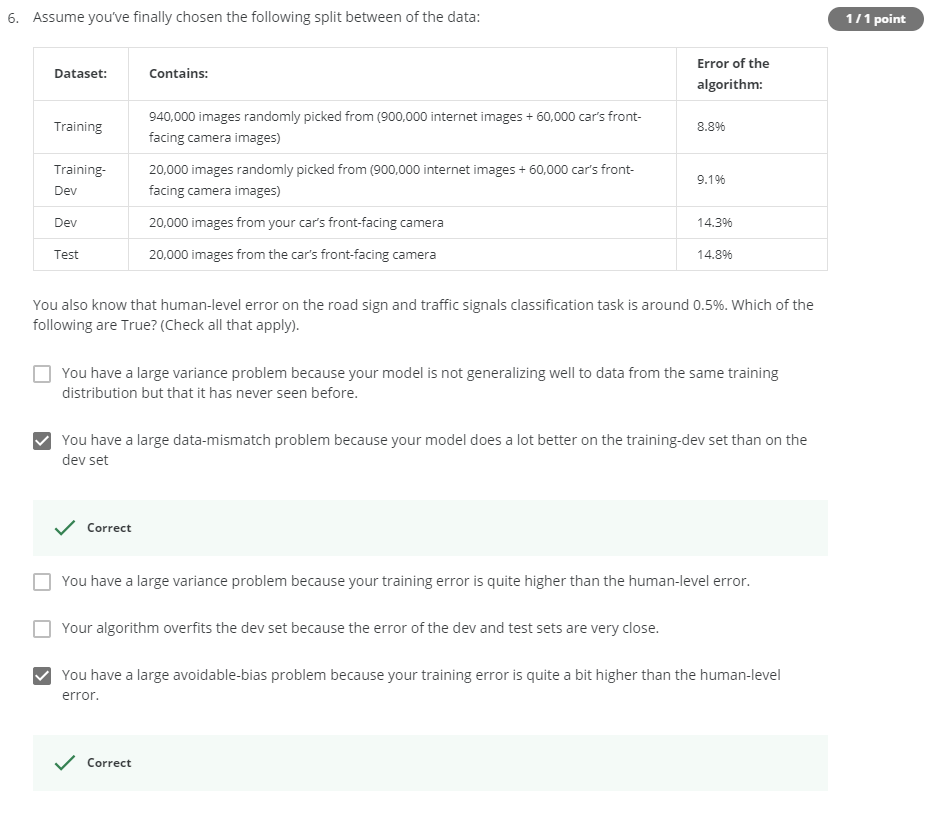 6. Assume you've finally chosen the following split between of the data:
1 / 1 point
Dataset: Contains: Error of the
algorithm:
Training 940,000 images randomly picked from (900,000 internet images + 60,000 car's front-
facing camera images) 8.8%
Training-
Dev 20,000 images randomly picked from (900,000 internet images + 60,000 car's front-
facing camera images) 9.1%
Dev 20,000 images from your car's front-facing camera 14.3%
Test 20,000 images from the car's front-facing camera 14.8%
You also know that human-level error on the road sign and traffic signals classification task is around 0.5%. Which of the
following are True? (Check all that apply).
You have a large variance problem because your model is not generalizing well to data from the same training
distribution but that it has never seen before.
You have a large data-mismatch problem because your model does a lot better on the training-dev set than on the
dev set
Correct
You have a large variance problem because your training error is quite higher than the human-level error.
Your algorithm overfits the dev set because the error of the dev and test sets are very close.
You have a large avoidable-bias problem because your training error is quite a bit higher than the human-level
error.
Correct